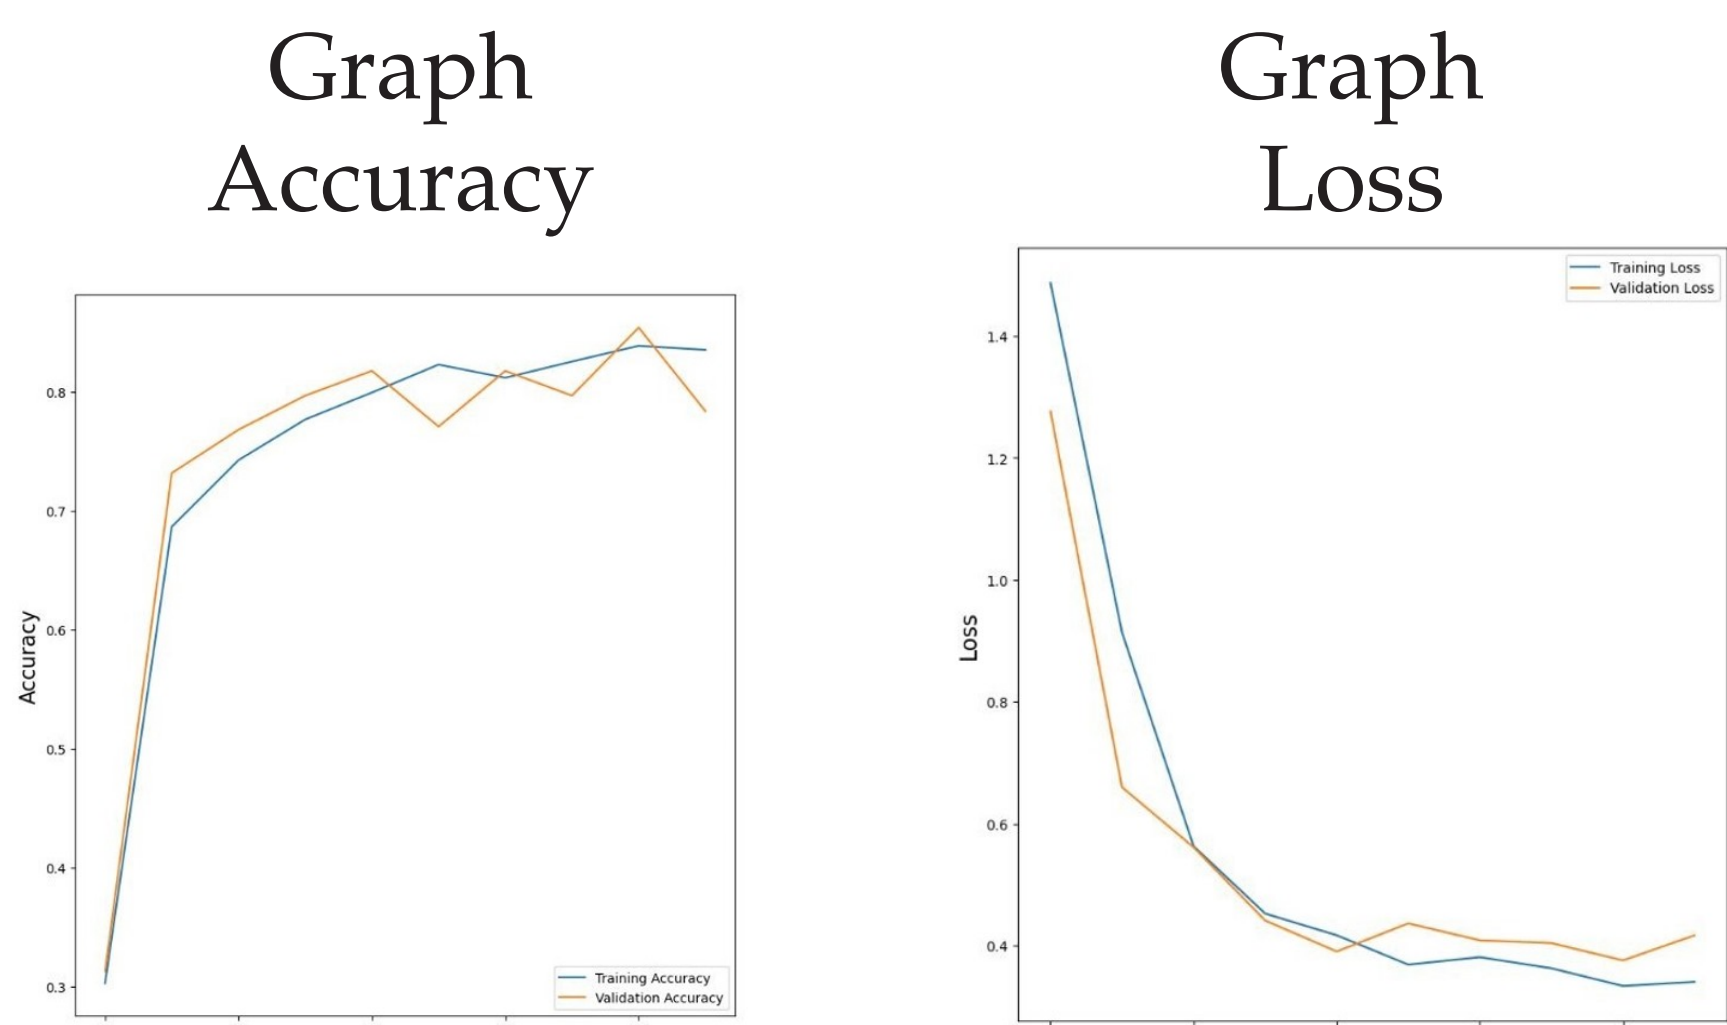 Graph
Accuracy
Graph
Loss
Accuracy
0.8
0.7
0.6
0.5
0.4
0.3
Training Accuracy
Validation Accuracy
Loss
1.4
1.2
1.0
0.8
0.6
0.4
Training Loss
Validation Loss